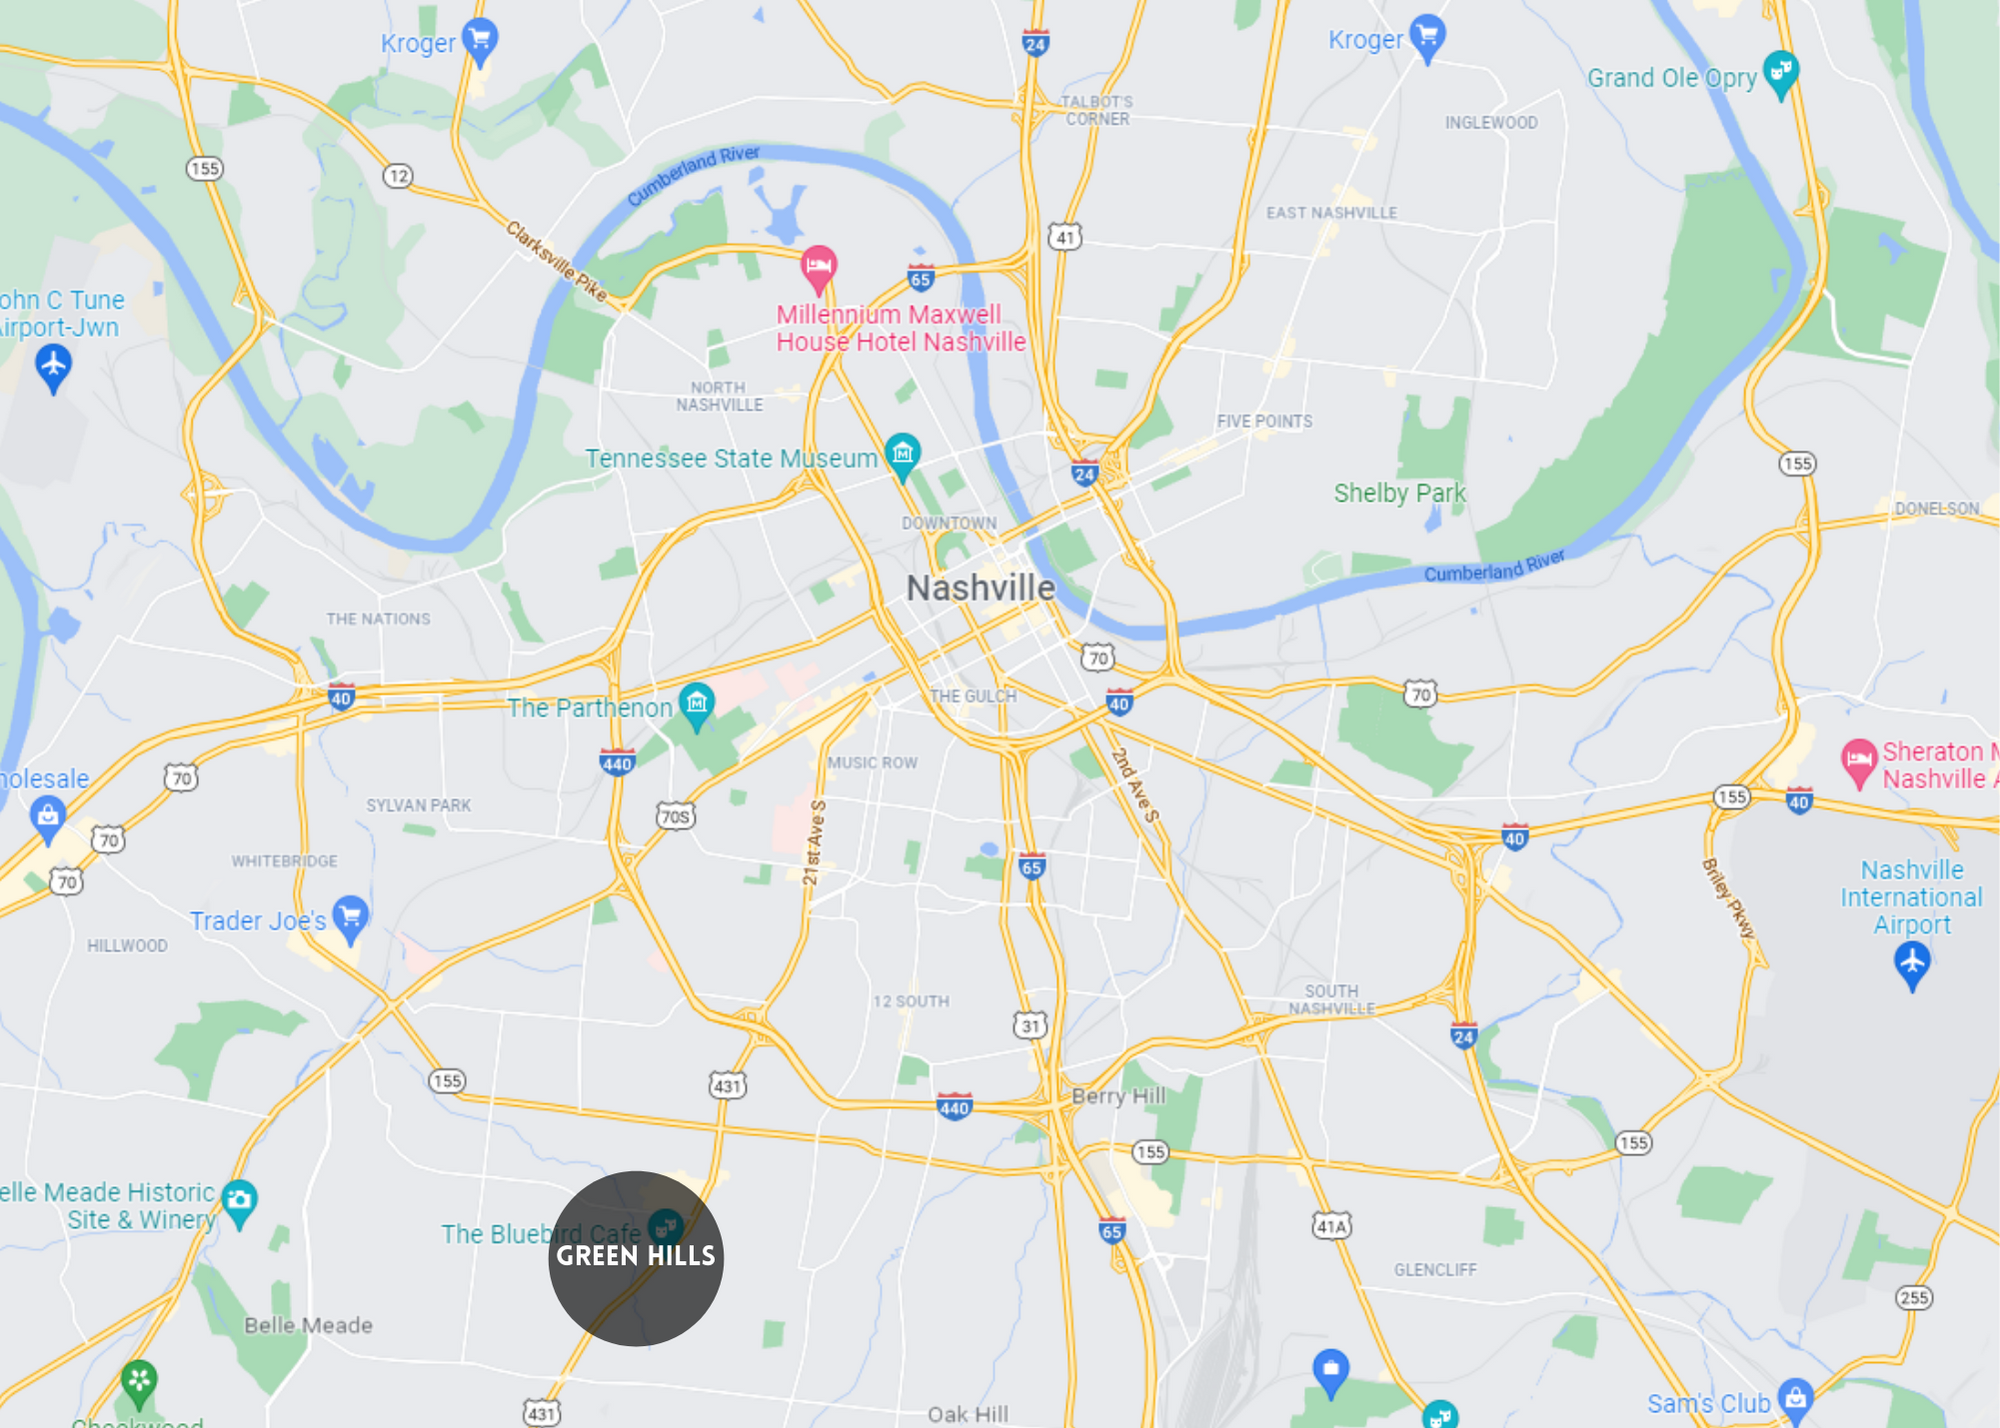 Kroger
24
Kroger
Grand Ole Opry
TALBOT'S
CORNER
INGLEWOOD
155
12
Cumberland River
EAST NASHVILLE
41
Clarksville Pike
65
ohn C Tune
Airport-Jwn
Millennium Maxwell
House Hotel Nashville
NORTH
NASHVILLE
FIVE POINTS
Tennessee State Museum
24
155
Shelby Park
DONELSON
DOWNTOWN
Cumberland River
Nashville
THE NATIONS
70
40
THE GULCH
40
70
The Parthenon
440
MUSIC ROW
2nd Ave S
Sheraton M
Nashville A
70
holesale
155
40
SYLVAN PARK
70S
21st Ave S
70
40
WHITEBRIDGE
65
70
Briley Pkwy
Nashville
International
Airport
Trader Joe's
HILLWOOD
12 SOUTH
SOUTH
NASHVILLE
31
24
155
431
440
Berry Hill
155
155
elle Meade Historic
Site & Winery
The Bluebird Cafe
GREEN HILLS
65
41A
GLENCLIFF
255
Belle Meade
431
Oak Hill
Sam's Club
Cheekwood